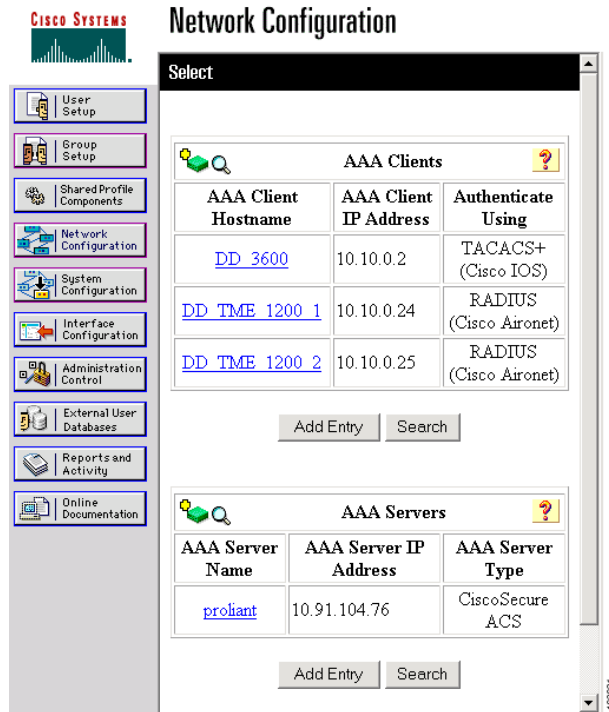 CISCO SYSTEMS
Network Configuration
Select
User
Setup
Group
Setup
Shared Profile
Components
Network
Configuration
System
Configuration
Interface
Configuration
Administration
Control
External User
Databases
Reports and
Activity
Online
Documentation
AAA Clients
?
AAA Client
Hostname
AAA Client
IP Address
Authenticate
Using
DD_3600
10.10.0.2
TACACS+
(Cisco IOS)
DD_TME_1200_1
10.10.0.24
RADIUS
(Cisco Aironet)
DD_TME_1200_2
10.10.0.25
RADIUS
(Cisco Aironet)
Add Entry
Search
AAA Servers
?
AAA Server
Name
AAA Server IP
Address
AAA Server
Type
proliant
10.91.104.76
CiscoSecure
ACS
Add Entry
Search